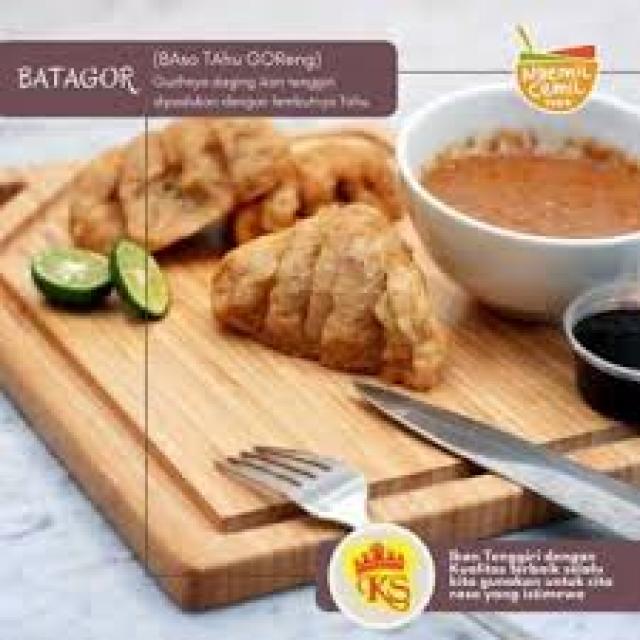 BATAGOR
(BAso TAhu GOReng)
Gurihnya daging ikan tenggiri
dipadukan dengan lembutnya Tahu
Ngemil
Cemil
KS
Ikan Tenggiri dengan
Kualitas terbaik selalu
kita gunakan untuk cita
rasa yang istimewa